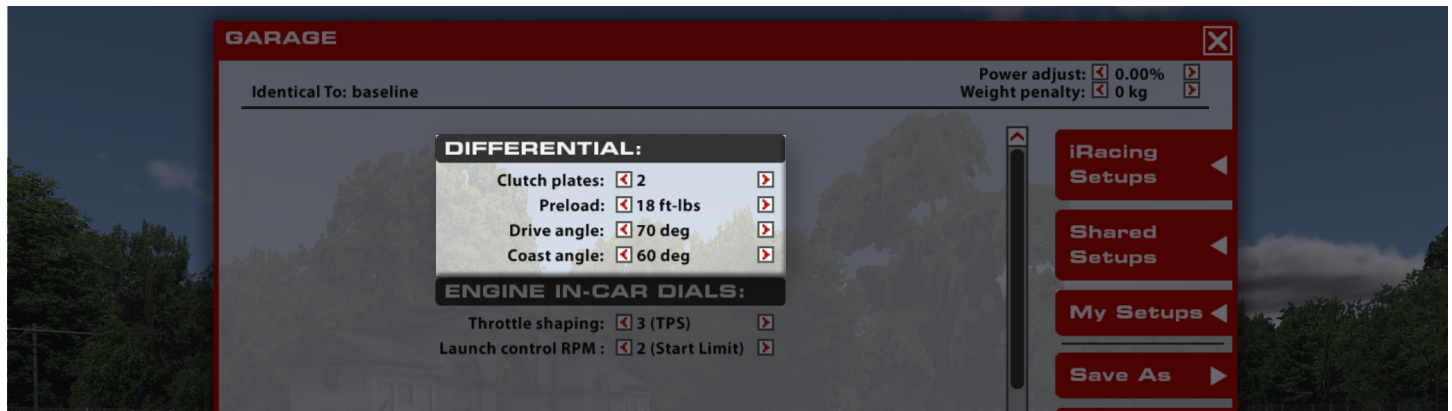 GARAGE
Power adjust: 0.00%
Identical To: baseline
Weight penalty: 0 kg
DIFFERENTIAL:
Clutch plates: 2
Preload: 18 ft-lbs
Drive angle: 70 deg
Coast angle: 60 deg
ENGINE IN-CAR DIALS:
Throttle shaping: 3 (TPS)
Launch control RPM : 2 (Start Limit)
iRacing
Setups
Shared
Setups
My Setups
Save As